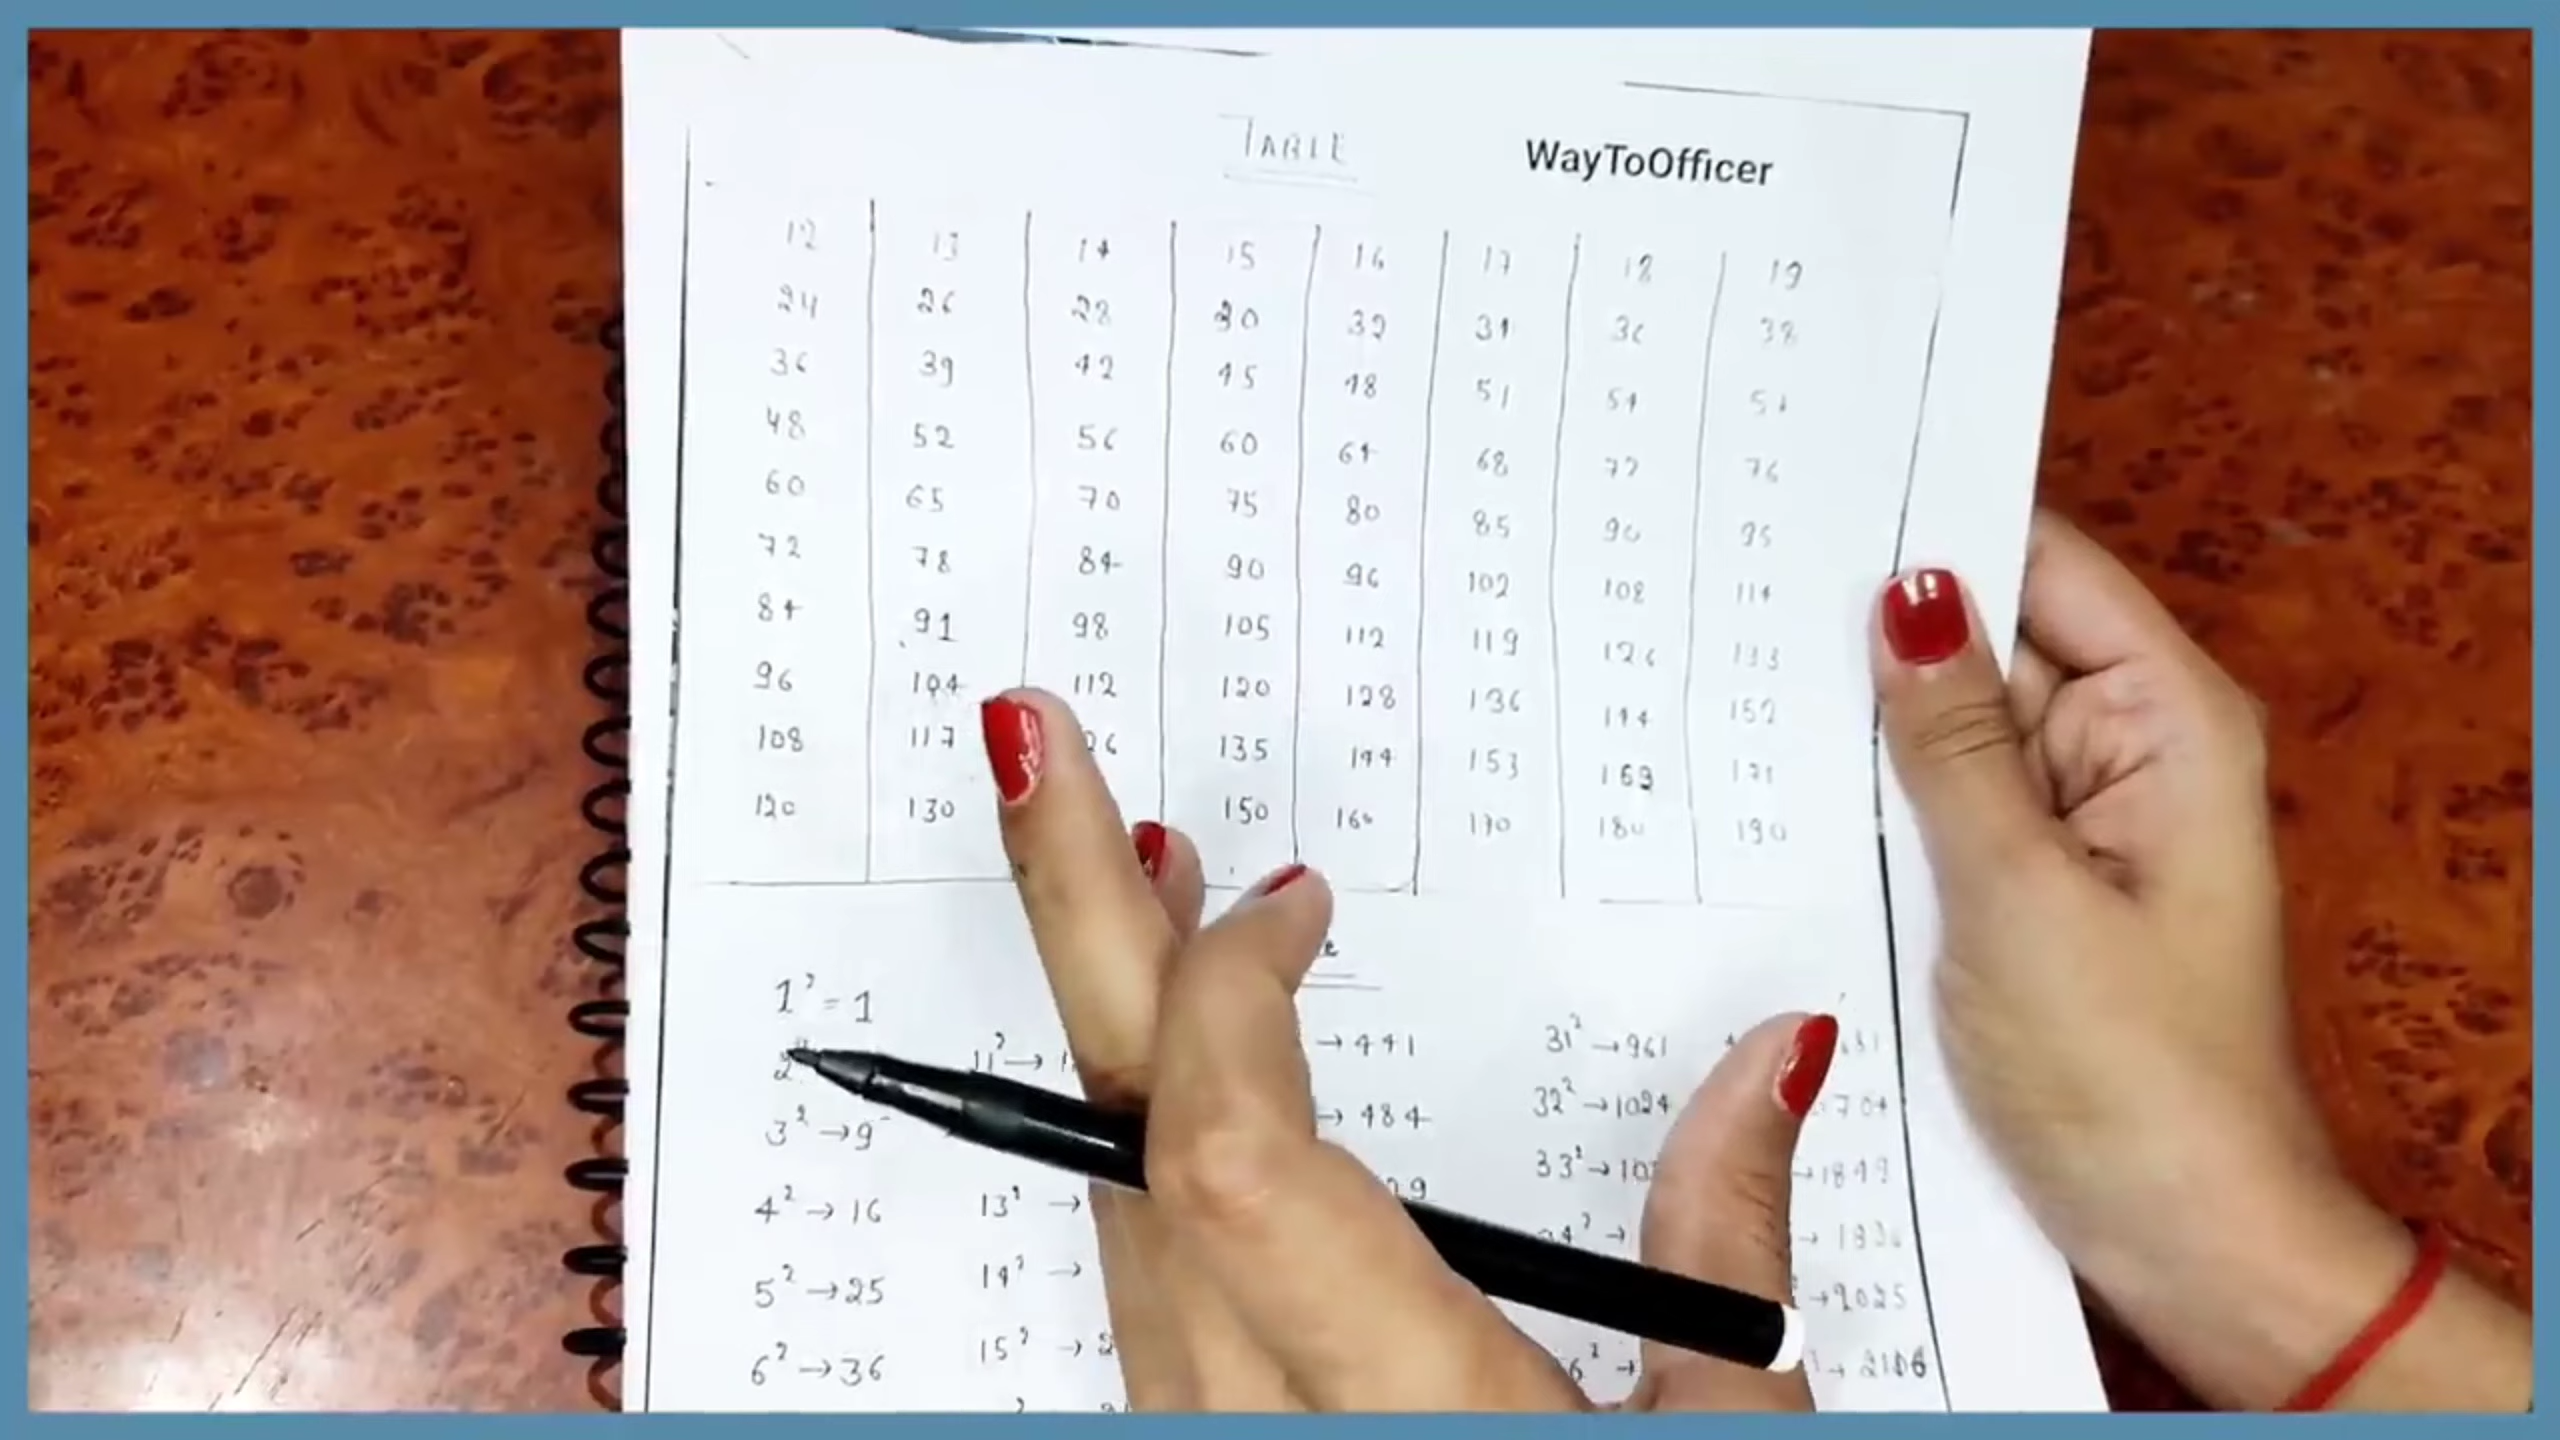 TABLE
WayToOfficer
12 13 14 15 16 17 18 19
24 26 28 30 32 34 36 38
36 39 42 45 48 51 54 57
48 52 56 60 64 68 72 76
60 65 70 75 80 85 90 95
72 78 84 90 96 102 108 114
84 91 98 105 112 119 126 133
96 104 112 120 128 136 144 152
108 117 135 144 153 169 171
120 130 150 160 170 180 190
1² = 1
11² → → 441 31² → 961
→ 484 32² → 1024
3² → 9 33² → → 1849
4² → 16 13² →
5² → 25 14² → → 2025
6² → 36 15² →